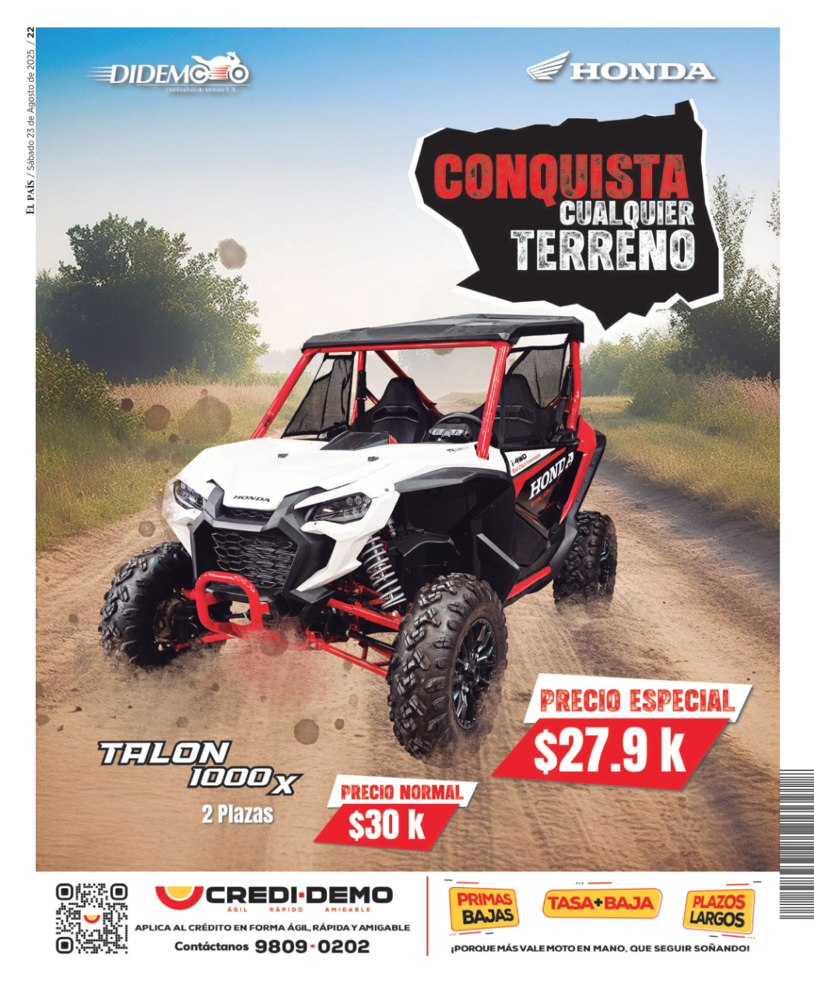 EL PAÍS / Sábado 23 de Agosto de 2025 / 22
DIDEMOTO
Distribuidora de Motores S. A.
HONDA
CONQUISTA
CUALQUIER
TERRENO
HONDA
4WD
HONDA
PRECIO ESPECIAL
$27.9 k
TALON
1000X
2 Plazas
PRECIO NORMAL
$30 k
CREDI-DEMO
ÁGIL RÁPIDO AMIGABLE
APLICA AL CRÉDITO EN FORMA ÁGIL, RÁPIDA Y AMIGABLE
Contáctanos 9809-0202
PRIMAS
BAJAS
TASA+BAJA
PLAZOS
LARGOS
¡PORQUE MÁS VALE MOTO EN MANO, QUE SEGUIR SOÑANDO!